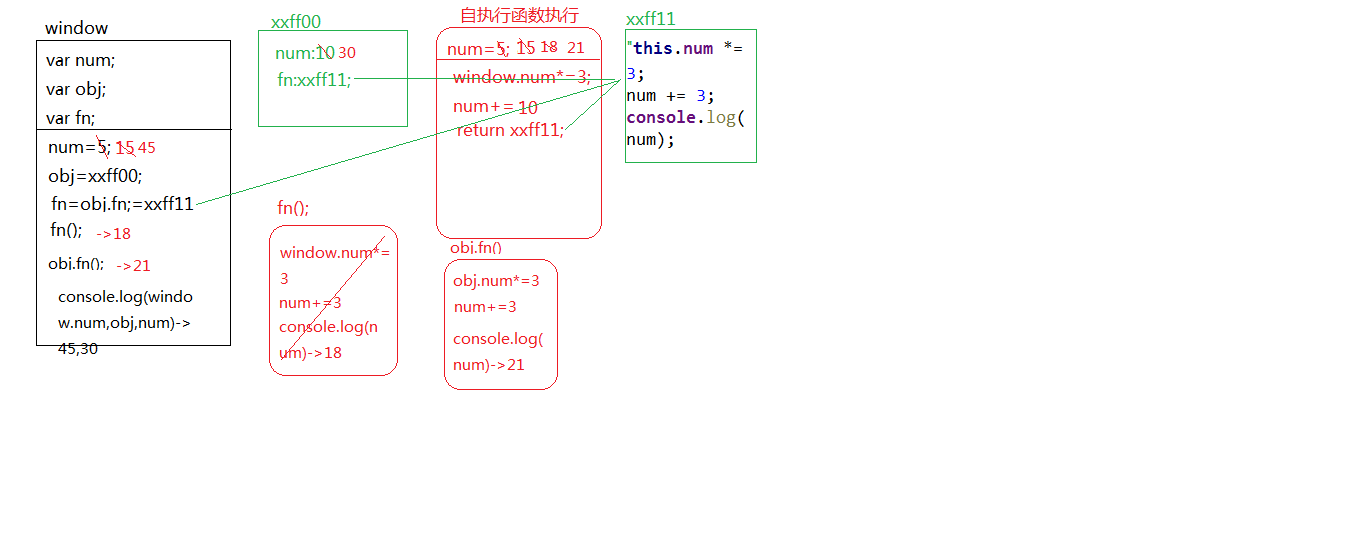 window
var num;
var obj;
var fn;
num=5; 15 45
obj=xxff00;
fn=obj.fn;=xxff11
fn(); ->18
obj.fn(); ->21
console.log(windo
w.num,obj,num)->
45,30
xxff00
num:10 30
fn:xxff11;
自执行函数执行
num=5; 15 18 21
window.num*=3;
num+=10
return xxff11;
xxff11
"this.num *=
3;
num += 3;
console.log(
num);
fn();
window.num*=
3
num+=3
console.log(n
um)->18
obj.fn()
obj.num*=3
num+=3
console.log(
num)->21